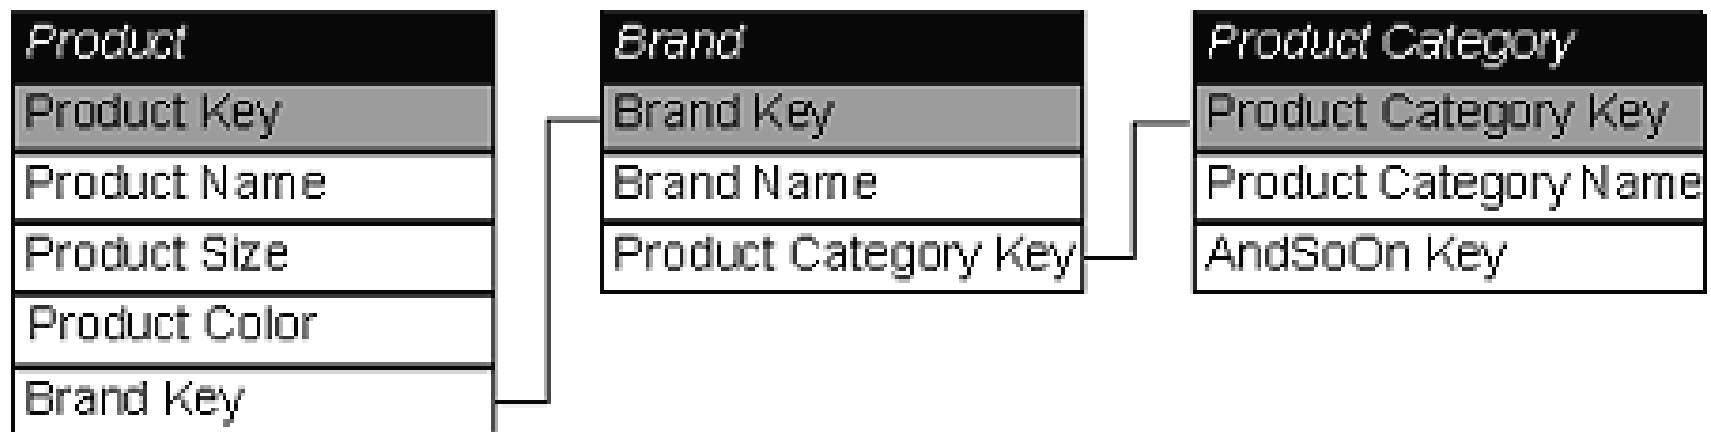 Product
Product Key
Product Name
Product Size
Product Color
Brand Key
Brand
Brand Key
Brand Name
Product Category Key
Product Category
Product Category Key
Product Category Name
AndSoOn Key